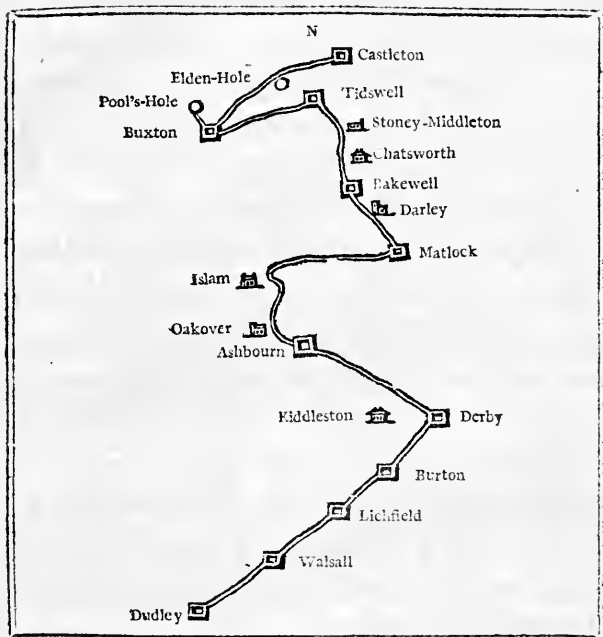 N
Casticton
Elden-Hole
Tidswell
Pool's-Hole
Buxton
Stoney-Middleton
Chatsworth
Bakewell
Darley
Matlock
Islam
Oakover
Ashbourn
Kiddleston
Derby
Burton
Lichfield
Walsall
Dudley